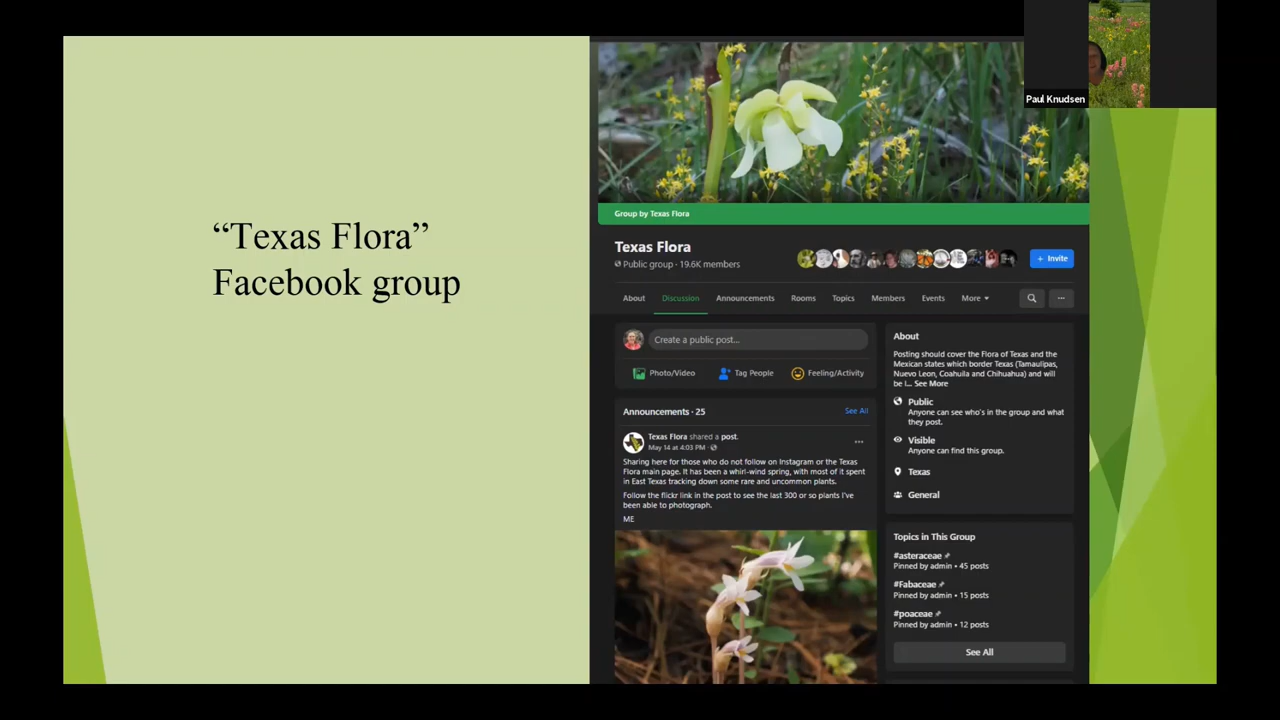 Paul Knudsen
“Texas Flora”
Facebook group
Group by Texas Flora
Texas Flora
Public group · 19.6K members
+ Invite
About
Discussion
Announcements
Rooms
Topics
Members
Events
More
Create a public post...
Photo/Video
Tag People
Feeling/Activity
Announcements · 25
See All
Texas Flora shared a post.
May 14 at 4:03 PM ·
Sharing here for those who do not follow on Instagram or the Texas
Flora main page. It has been a whirl-wind spring, with most of it spent
in East Texas tracking down some rare and uncommon plants.
Follow the flickr link in the post to see the last 300 or so plants I've
been able to photograph.
ME
About
Posting should cover the Flora of Texas and the
Mexican states which border Texas (Tamaulipas,
Nuevo Leon, Coahuila and Chihuahua) and will
be l... See More
Public
Anyone can see who's in the group and what
they post.
Visible
Anyone can find this group.
Texas
General
Topics in This Group
#asteraceae
Pinned by admin • 45 posts
#Fabaceae
Pinned by admin • 15 posts
#poaceae
Pinned by admin • 12 posts
See All